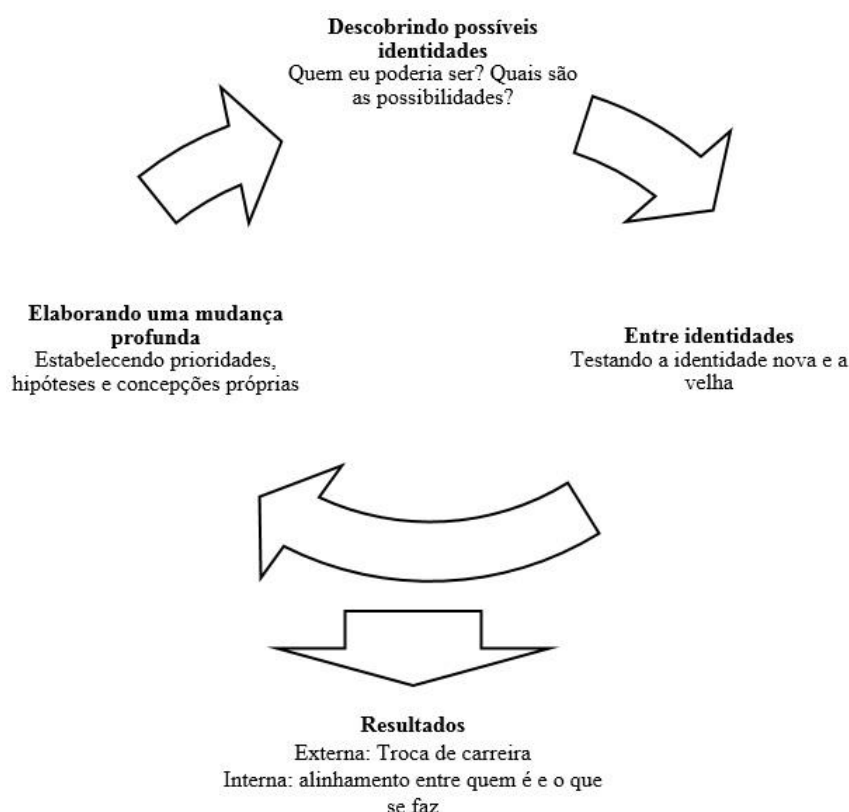 Descobrindo possíveis
identidades
Quem eu poderia ser? Quais são
as possibilidades?
Elaborando uma mudança
profunda
Estabelecendo prioridades,
hipóteses e concepções próprias
Entre identidades
Testando a identidade nova e a
velha
Resultados
Externa: Troca de carreira
Interna: alinhamento entre quem é e o que
se faz